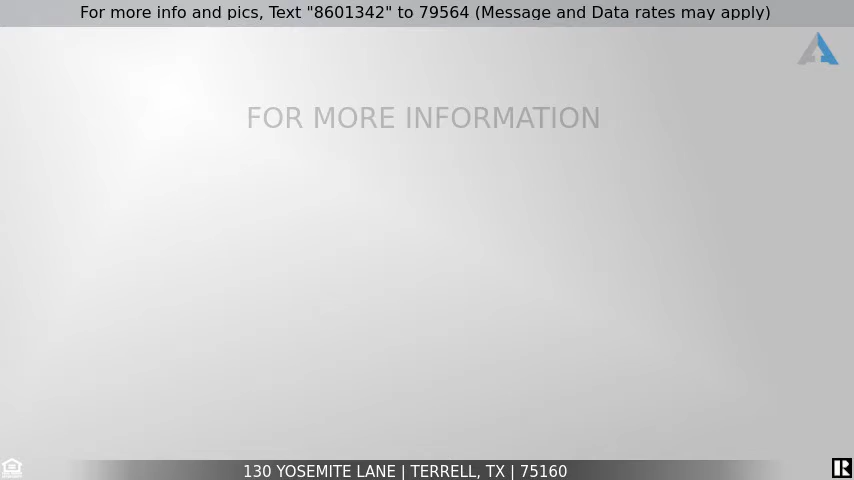 For more info and pics, Text "8601342" to 79564 (Message and Data rates may apply)
FOR MORE INFORMATION
130 YOSEMITE LANE | TERRELL, TX | 75160